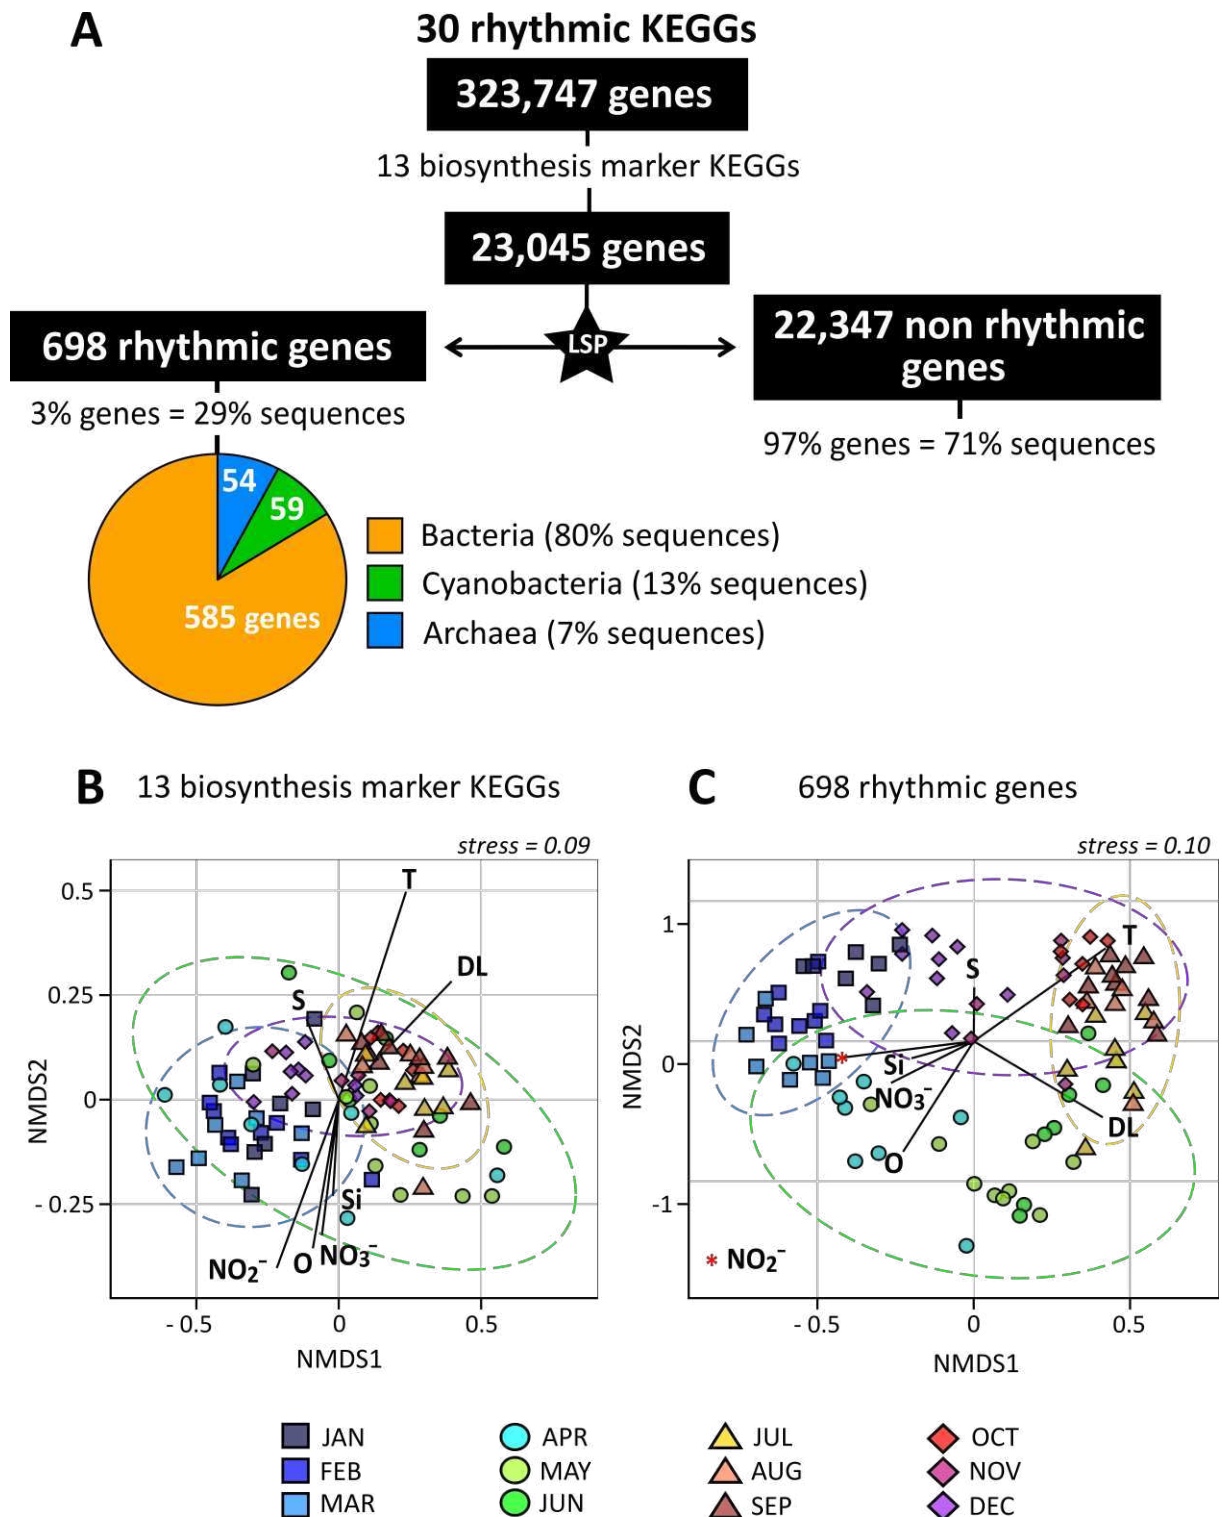 A
30 rhythmic KEGGs
323,747 genes
13 biosynthesis marker KEGGs
23,045 genes
698 rhythmic genes
LSP
22,347 non rhythmic
genes
3% genes = 29% sequences
97% genes = 71% sequences
54
59
585 genes
Bacteria (80% sequences)
Cyanobacteria (13% sequences)
Archaea (7% sequences)
B 13 biosynthesis marker KEGGs
stress = 0.09
T
DL
S
Si
NO₃⁻
O
NO₂⁻
0.5
0.25
0
- 0.25
NMDS2
- 0.5
0
0.5
NMDS1
C 698 rhythmic genes
stress = 0.10
T
S
Si
NO₃⁻
DL
O
* NO₂⁻
1
0
-1
NMDS2
- 0.5
0
0.5
NMDS1
JAN
FEB
MAR
APR
MAY
JUN
JUL
AUG
SEP
OCT
NOV
DEC